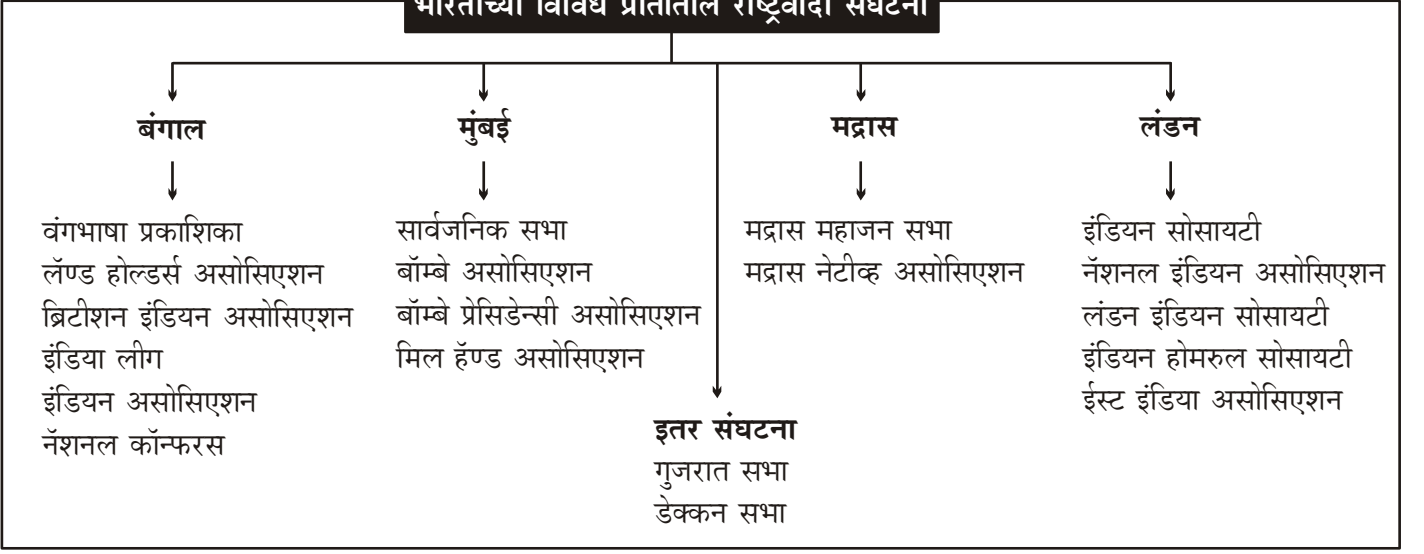 भारताच्या विविध प्रांतातील राष्ट्रवादी संघटना
बंगाल
वंगभाषा प्रकाशिका
लॅण्ड होल्डर्स असोसिएशन
ब्रिटीशन इंडियन असोसिएशन
इंडिया लीग
इंडियन असोसिएशन
नॅशनल कॉन्फरस
मुंबई
सार्वजनिक सभा
बॉम्बे असोसिएशन
बॉम्बे प्रेसिडेन्सी असोसिएशन
मिल हॅण्ड असोसिएशन
इतर संघटना
गुजरात सभा
डेक्कन सभा
मद्रास
मद्रास महाजन सभा
मद्रास नेटीव्ह असोसिएशन
लंडन
इंडियन सोसायटी
नॅशनल इंडियन असोसिएशन
लंडन इंडियन सोसायटी
इंडियन होमरुल सोसायटी
ईस्ट इंडिया असोसिएशन